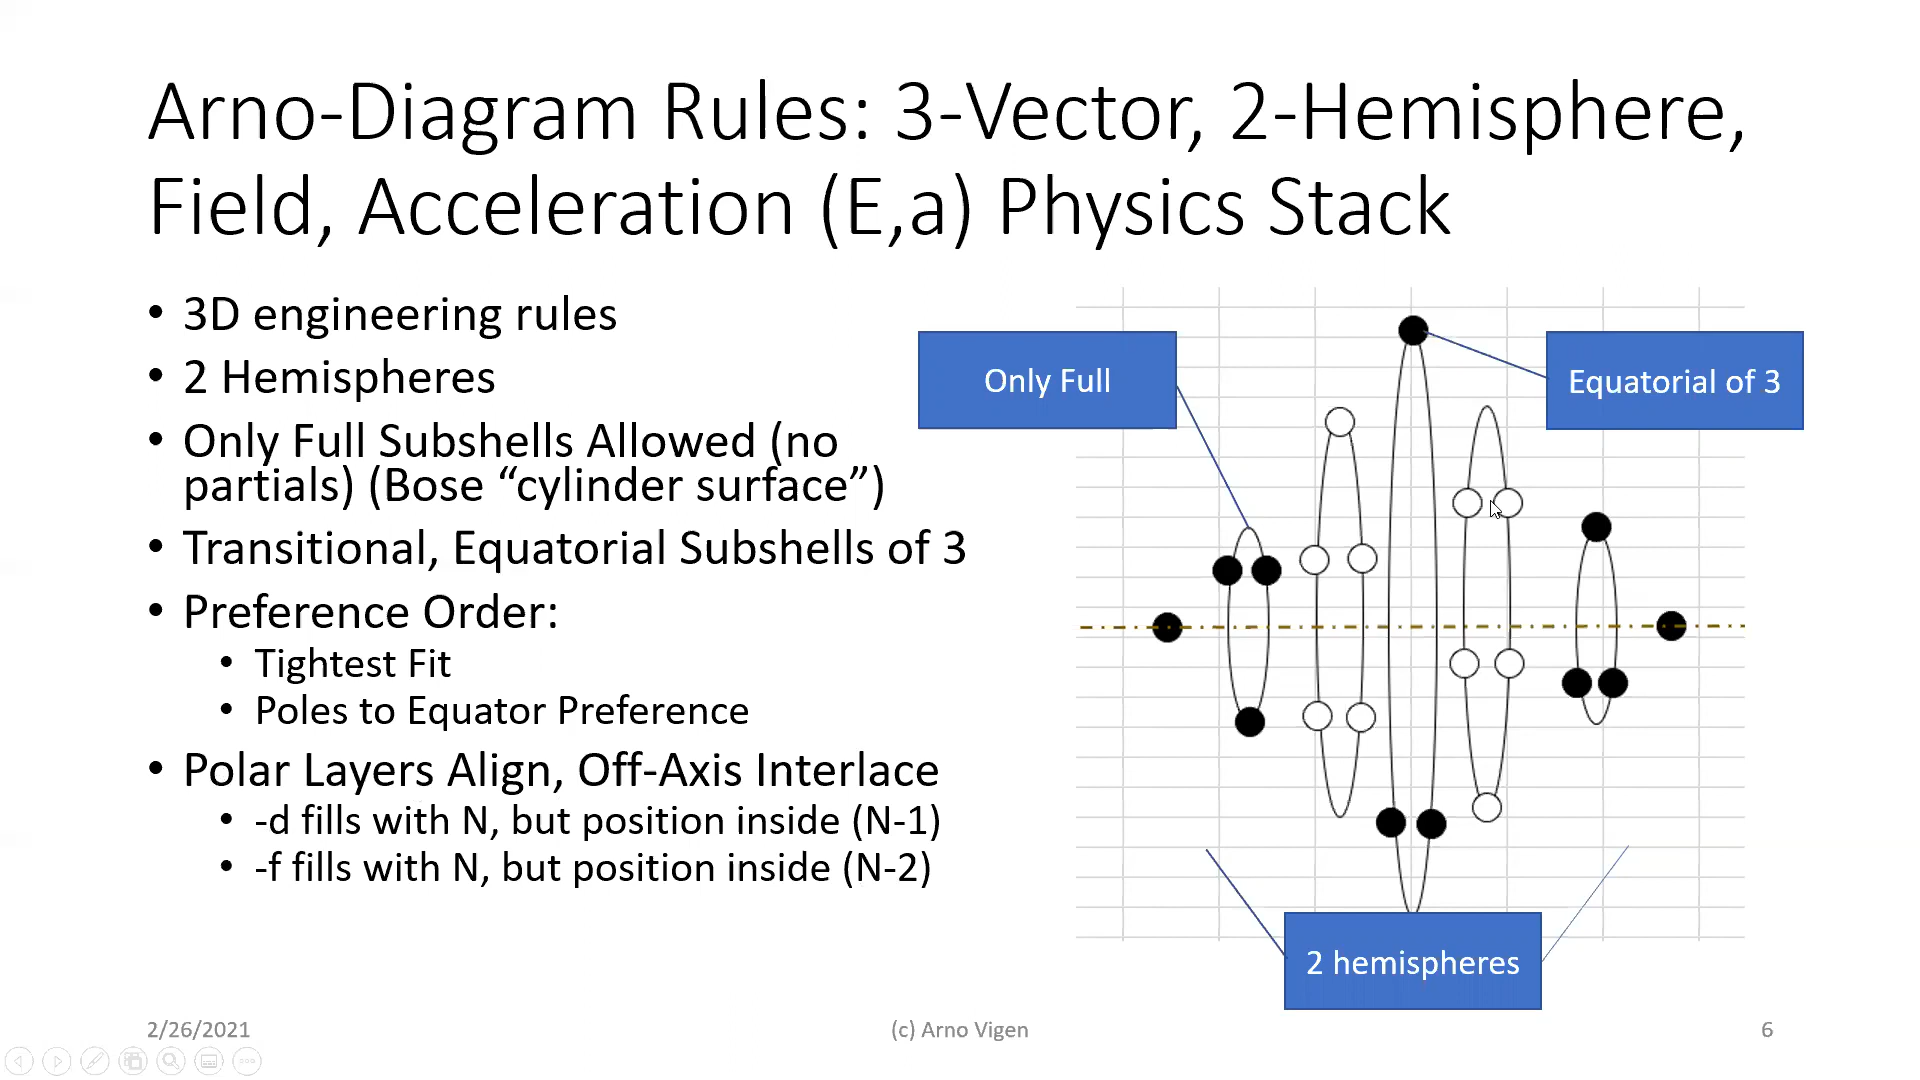 Arno-Diagram Rules: 3-Vector, 2-Hemisphere,
Field, Acceleration (E,a) Physics Stack
• 3D engineering rules
• 2 Hemispheres
• Only Full Subshells Allowed (no
partials) (Bose “cylinder surface”)
• Transitional, Equatorial Subshells of 3
• Preference Order:
• Tightest Fit
• Poles to Equator Preference
• Polar Layers Align, Off-Axis Interlace
• -d fills with N, but position inside (N-1)
• -f fills with N, but position inside (N-2)
Only Full
Equatorial of 3
2 hemispheres
2/26/2021
(c) Arno Vigen
6